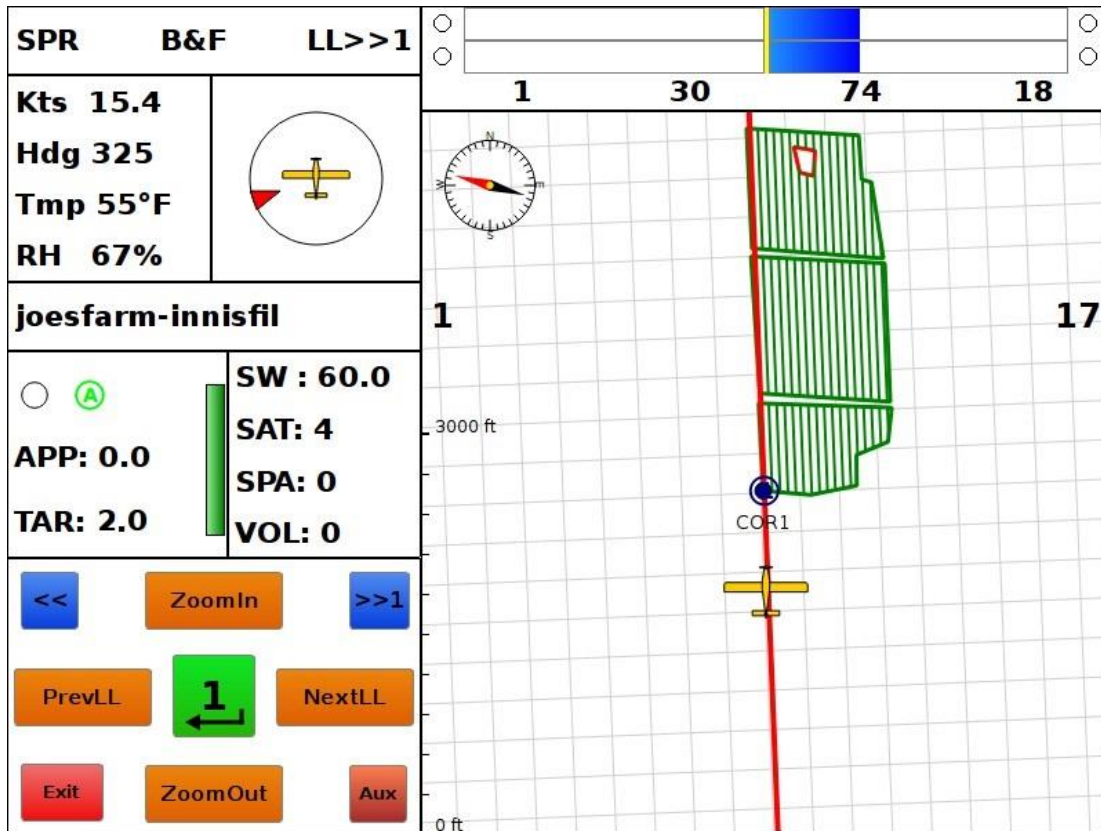 SPR B&F LL>>1
Kts 15.4
Hdg 325
Tmp 55°F
RH 67%
joesfarm-innisfil
A
APP: 0.0
TAR: 2.0
SW : 60.0
SAT: 4
SPA: 0
VOL: 0
<< ZoomIn >>1
PrevLL 1 NextLL
Exit ZoomOut Aux
1 30 74 18
N
W
S
1 17
3000 ft
COR1
0 ft